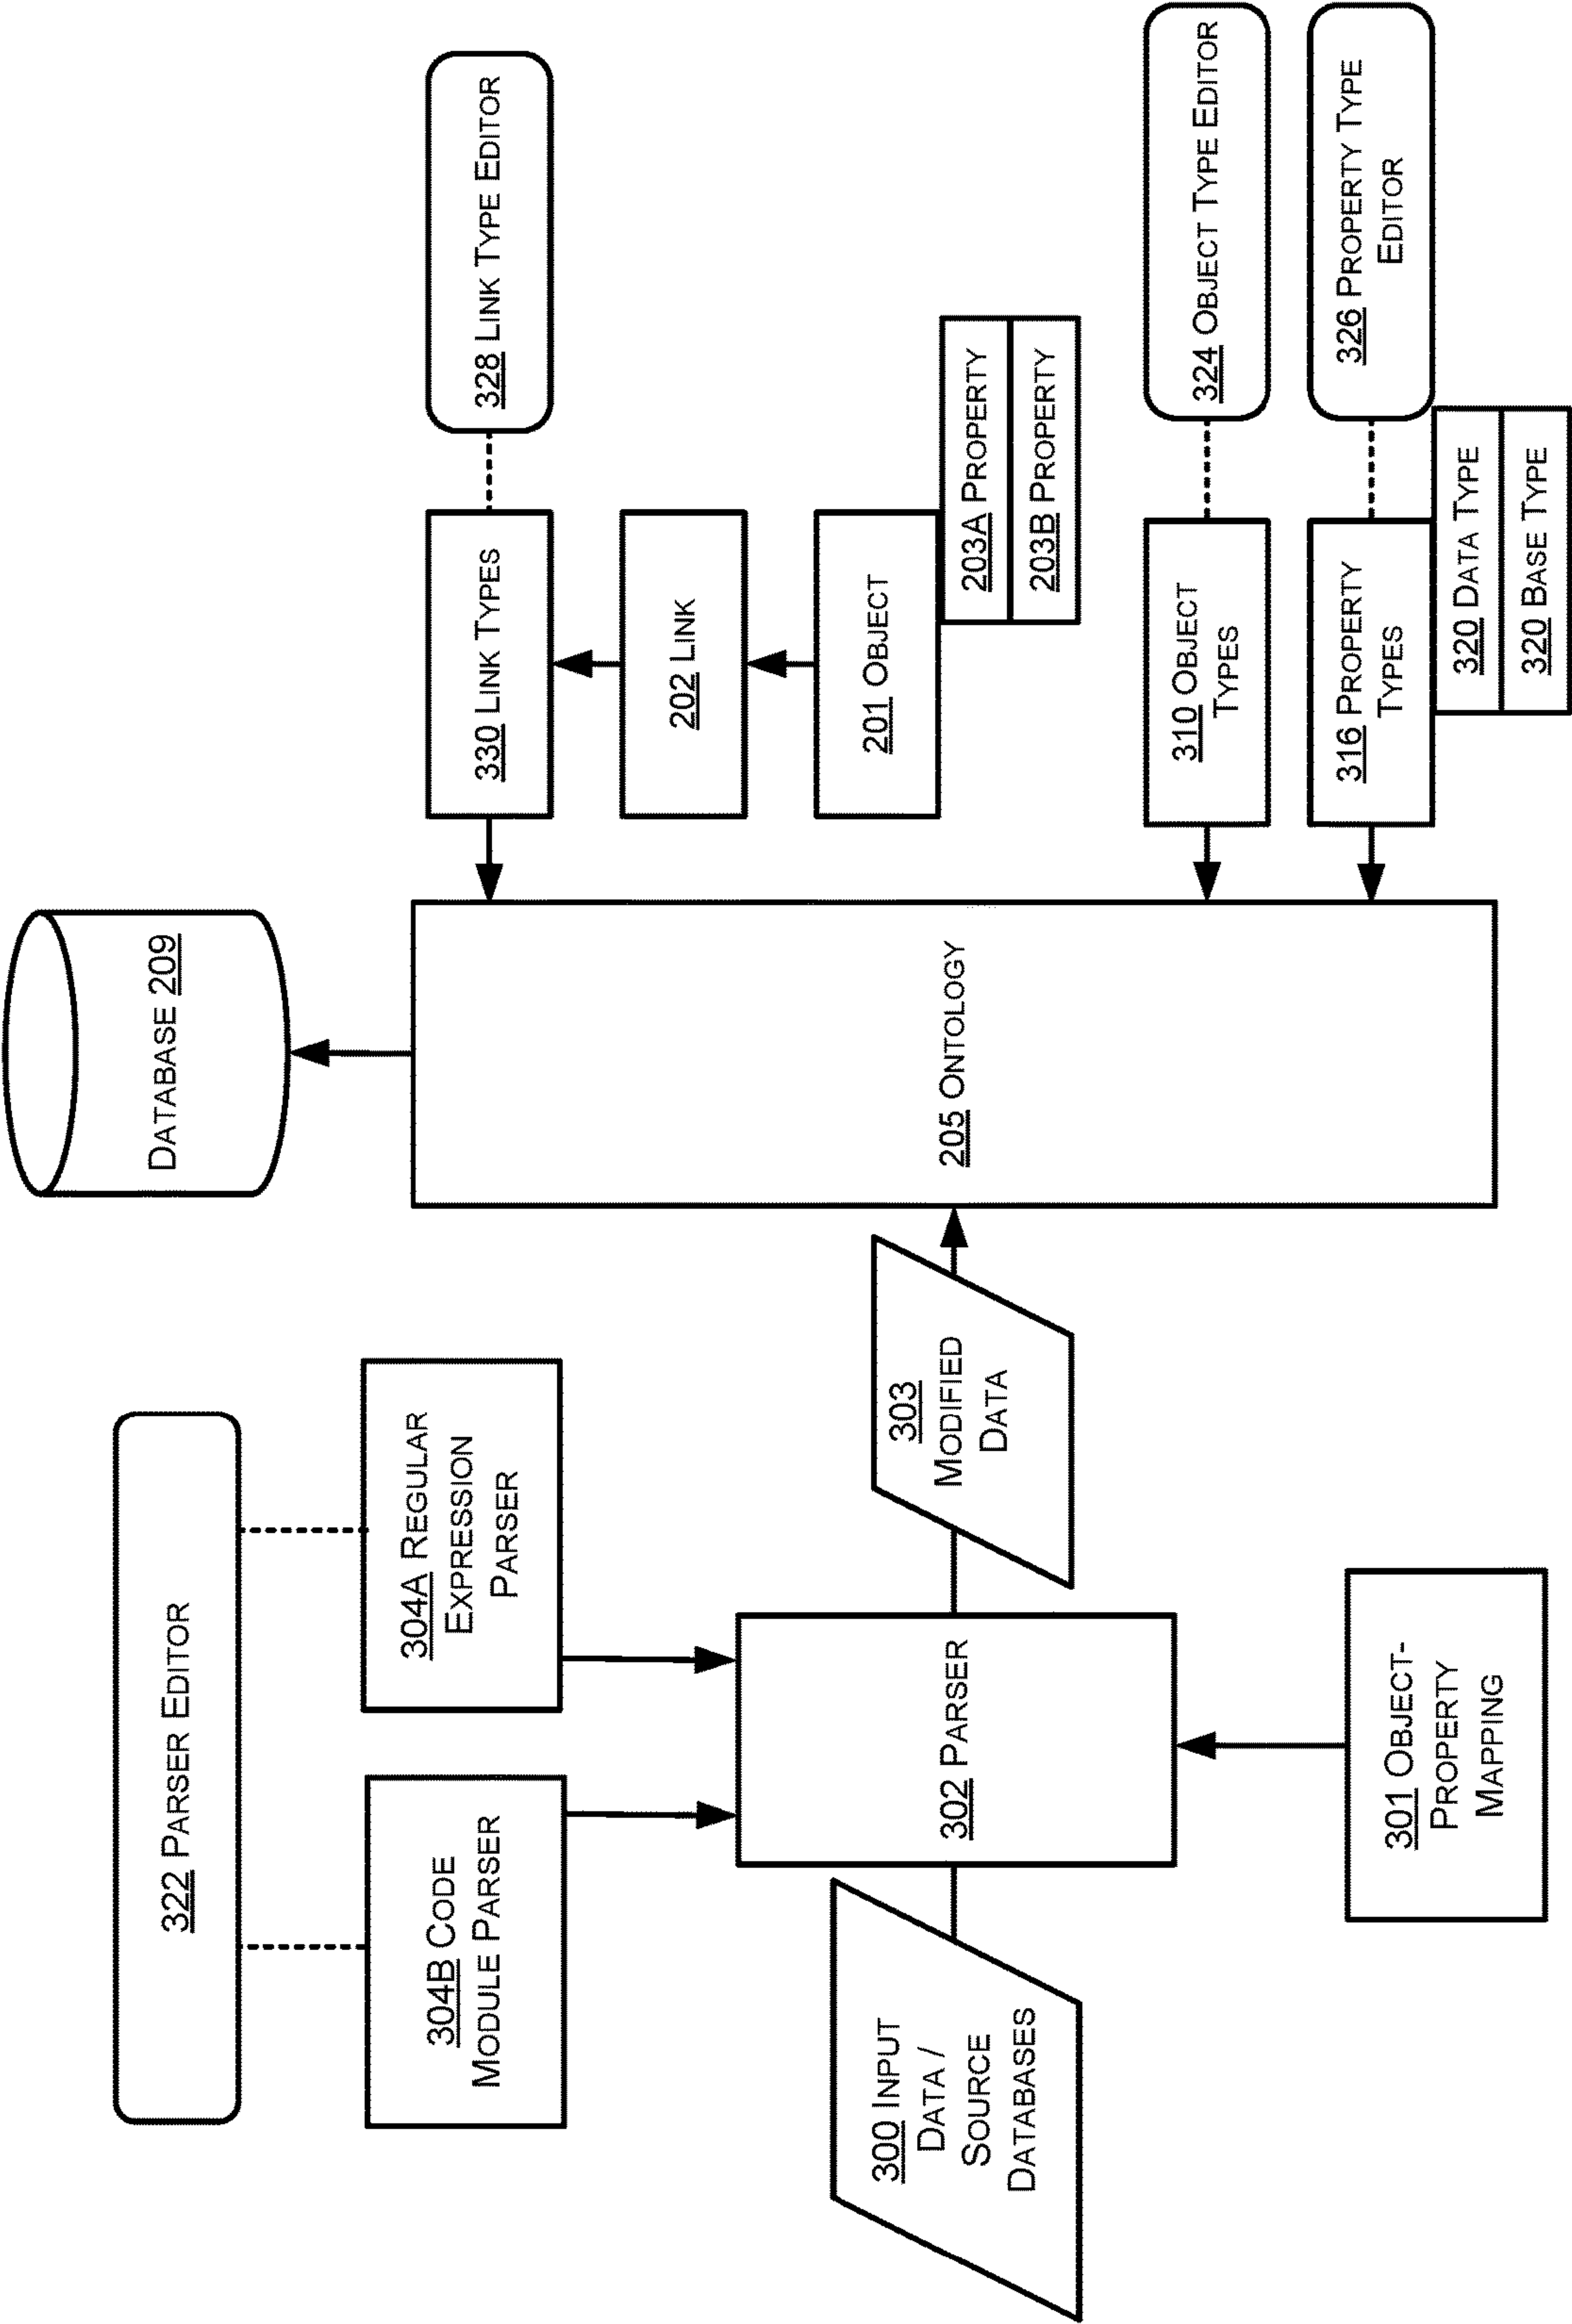 322 PARSER EDITOR
304B CODE
MODULE PARSER
304A REGULAR
EXPRESSION
PARSER
300 INPUT
DATA /
SOURCE
DATABASES
302 PARSER
303
MODIFIED
DATA
301 OBJECT-
PROPERTY
MAPPING
DATABASE 209
205 ONTOLOGY
330 LINK TYPES
328 LINK TYPE EDITOR
202 LINK
201 OBJECT
203A PROPERTY
203B PROPERTY
310 OBJECT
TYPES
324 OBJECT TYPE EDITOR
316 PROPERTY
TYPES
326 PROPERTY TYPE
EDITOR
320 DATA TYPE
320 BASE TYPE